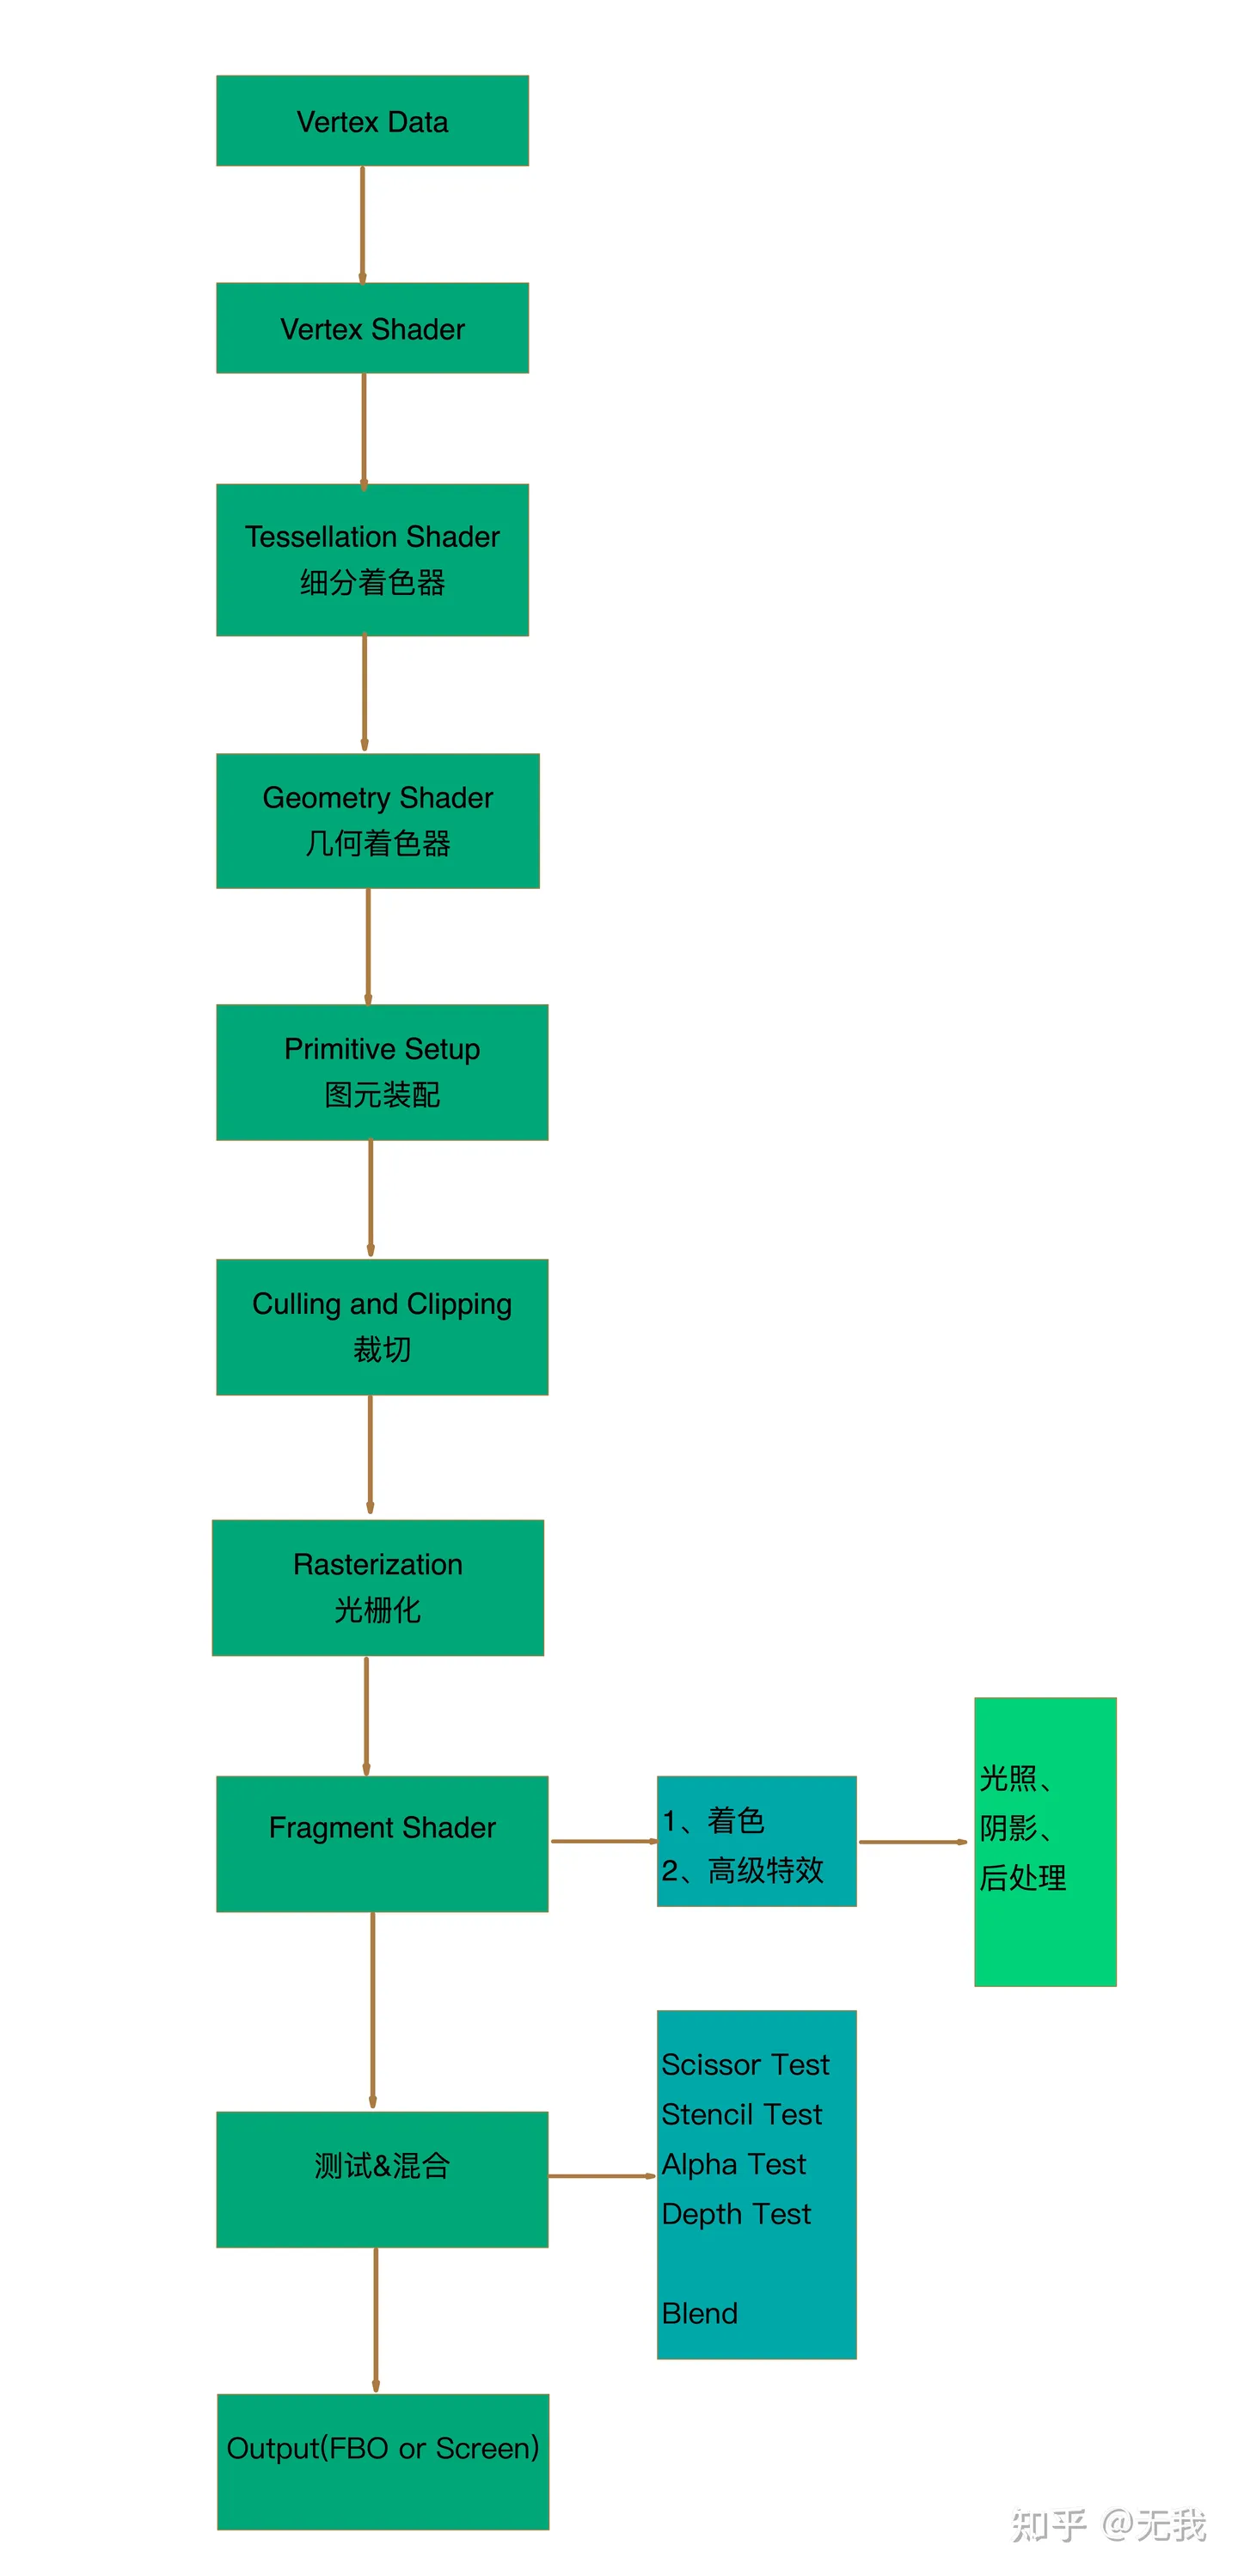 Vertex Data
Vertex Shader
Tessellation Shader
细分着色器
Geometry Shader
几何着色器
Primitive Setup
图元装配
Culling and Clipping
裁切
Rasterization
光栅化
Fragment Shader
1、着色
2、高级特效
光照、
阴影、
后处理
测试&混合
Scissor Test
Stencil Test
Alpha Test
Depth Test
Blend
Output(FBO or Screen)
知乎 @无我